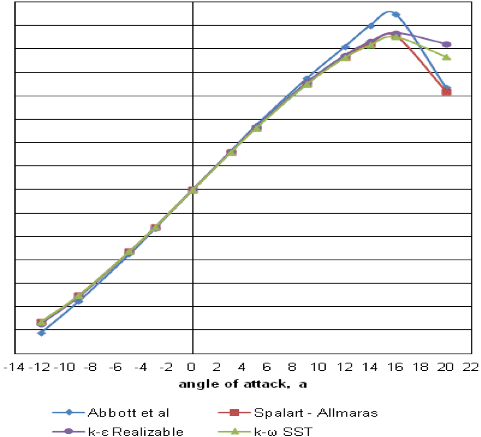 -14 -12 -10 -8 -6 -4 -2 0 2 4 6 8 10 12 14 16 18 20 22
angle of attack, a
Abbott et al
Spalart - Allmaras
k-ε Realizable
k-ω SST